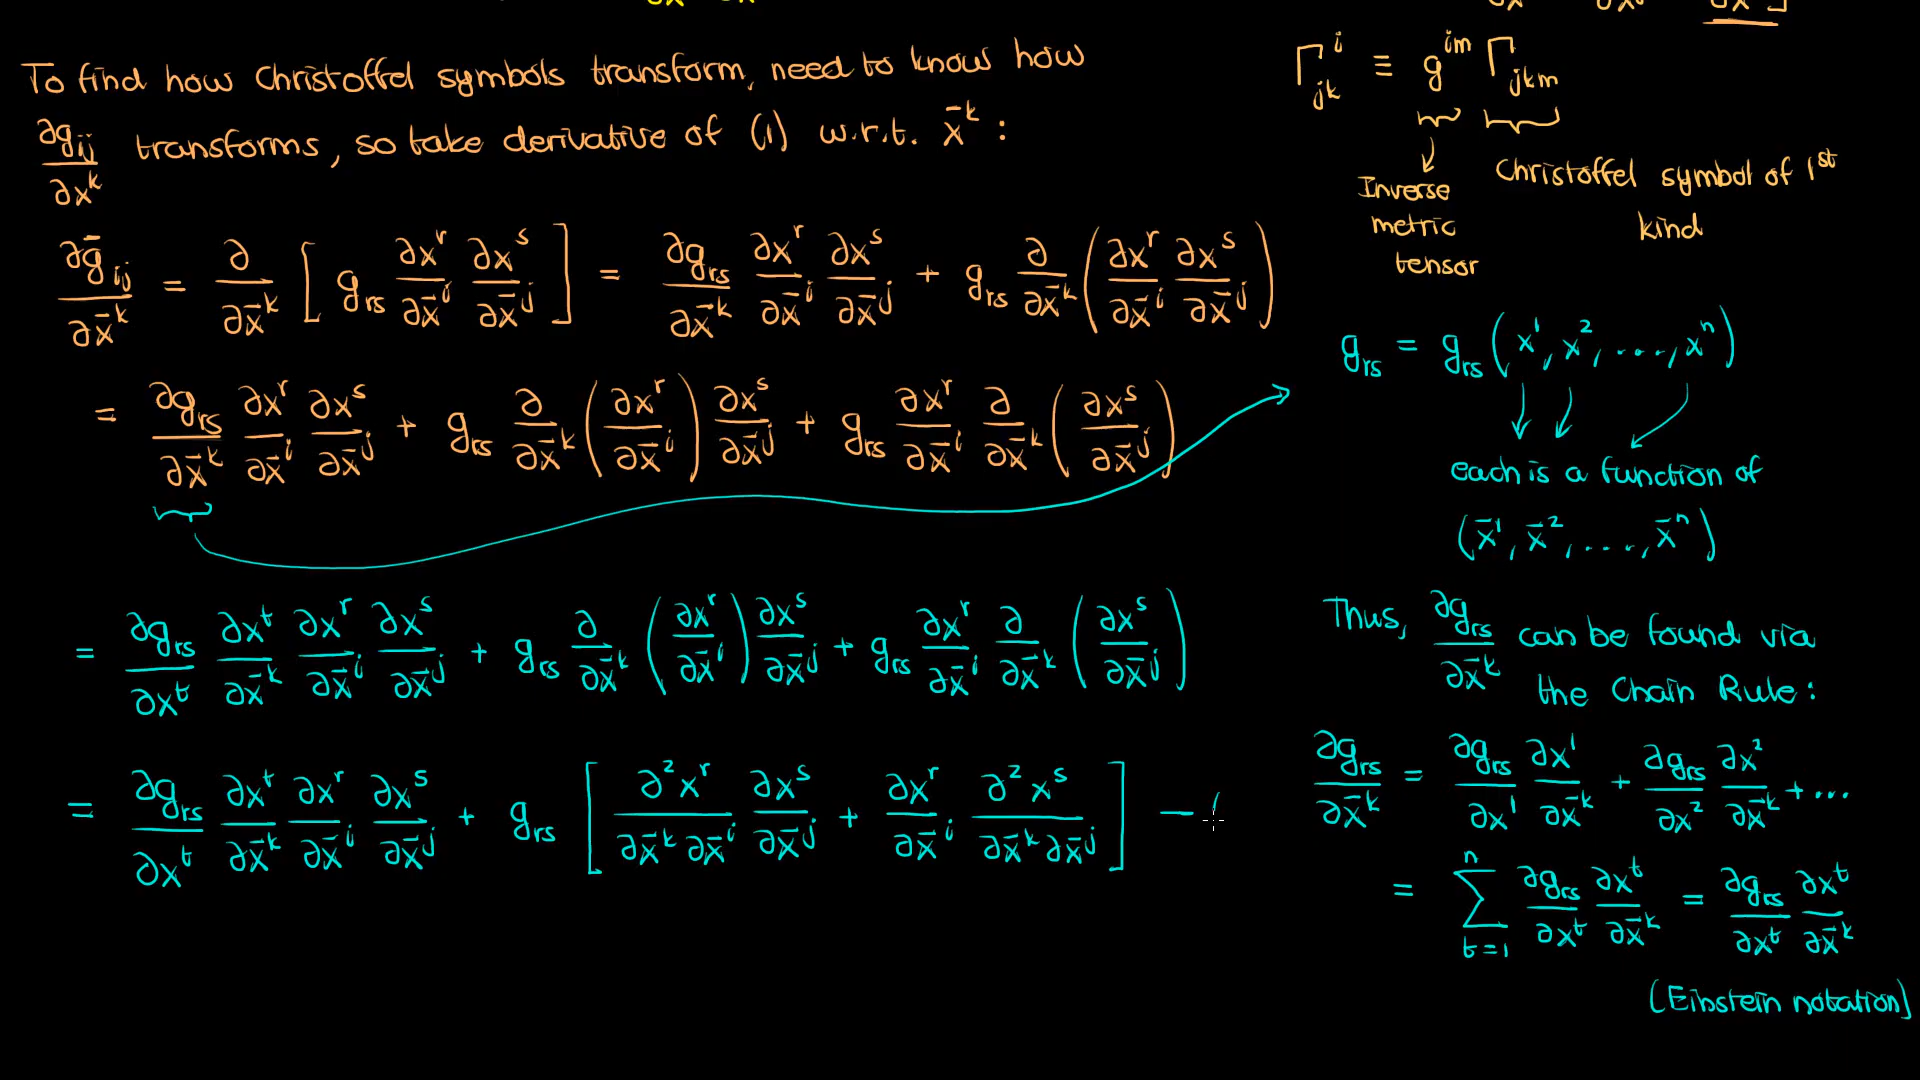 To find how Christoffel symbols transform, need to know how
∂g_ij/∂x^k transforms, so take derivative of (1) w.r.t. x̄^k :
∂ḡ_ij/∂x̄^k = ∂/∂x̄^k [ g_rs ∂x^r/∂x̄^i ∂x^s/∂x̄^j ] = ∂g_rs/∂x̄^k ∂x^r/∂x̄^i ∂x^s/∂x̄^j + g_rs ∂/∂x̄^k ( ∂x^r/∂x̄^i ∂x^s/∂x̄^j )
= ∂g_rs/∂x̄^k ∂x^r/∂x̄^i ∂x^s/∂x̄^j + g_rs ∂/∂x̄^k ( ∂x^r/∂x̄^i ) ∂x^s/∂x̄^j + g_rs ∂x^r/∂x̄^i ∂/∂x̄^k ( ∂x^s/∂x̄^j )
= ∂g_rs/∂x^t ∂x^t/∂x̄^k ∂x^r/∂x̄^i ∂x^s/∂x̄^j + g_rs ∂/∂x̄^k ( ∂x^r/∂x̄^i ) ∂x^s/∂x̄^j + g_rs ∂x^r/∂x̄^i ∂/∂x̄^k ( ∂x^s/∂x̄^j )
= ∂g_rs/∂x^t ∂x^t/∂x̄^k ∂x^r/∂x̄^i ∂x^s/∂x̄^j + g_rs [ ∂²x^r/∂x̄^k∂x̄^i ∂x^s/∂x̄^j + ∂x^r/∂x̄^i ∂²x^s/∂x̄^k∂x̄^j ] — (
Γ^i_jk ≡ g^im Γ_jkm
Inverse
metric
tensor
Christoffel symbol of 1^st
kind
g_rs = g_rs (x^1, x^2, ...., x^n)
each is a function of
(x̄^1, x̄^2, ...., x̄^n)
Thus, ∂g_rs/∂x̄^k can be found via
the Chain Rule :
∂g_rs/∂x̄^k = ∂g_rs/∂x^1 ∂x^1/∂x̄^k + ∂g_rs/∂x^2 ∂x^2/∂x̄^k + ...
= Σ_{t=1}^n ∂g_rs/∂x^t ∂x^t/∂x̄^k = ∂g_rs/∂x^t ∂x^t/∂x̄^k
(Einstein notation)